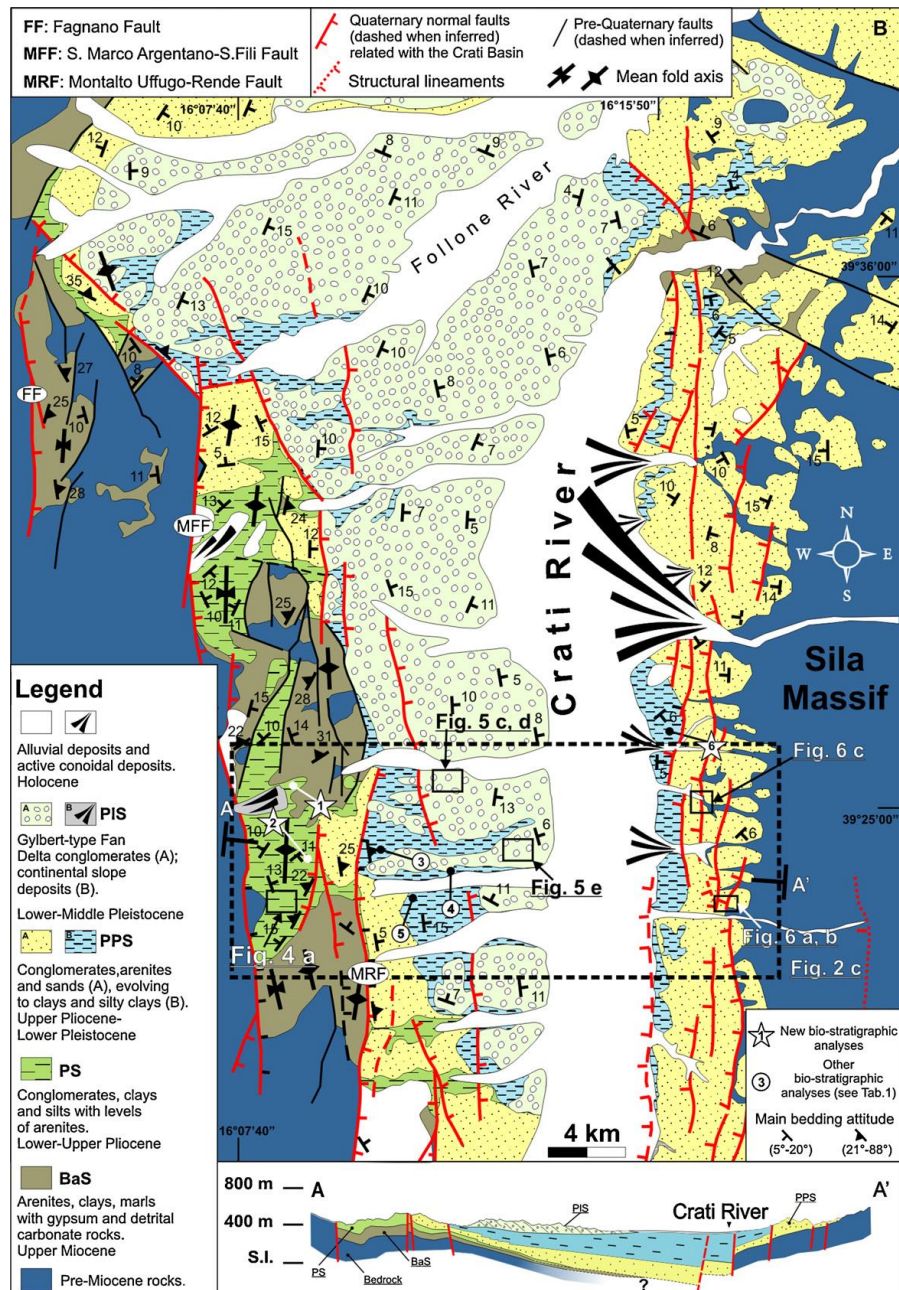 FF: Fagnano Fault
MFF: S. Marco Argentano-S.Fili Fault
MRF: Montalto Uffugo-Rende Fault
Quaternary normal faults
(dashed when inferred)
related with the Crati Basin
Structural lineaments
Pre-Quaternary faults
(dashed when inferred)
Mean fold axis
B
16°07'40"
16°15'50"
Follone River
39°36'00"
FF
MFF
Crati River
N
W E
S
Sila
Massif
Fig. 5 c, d
Fig. 6 c
39°25'00"
A
1
2
3
4
5
6
Fig. 5 e
A'
Fig. 6 a, b
Fig. 4 a
MRF
Fig. 2 c
16°07'40"
4 km
Legend
Alluvial deposits and
active conoidal deposits.
Holocene
A B PIS
Gylbert-type Fan
Delta conglomerates (A);
continental slope
deposits (B).
Lower-Middle Pleistocene
A B PPS
Conglomerates,arenites
and sands (A), evolving
to clays and silty clays (B).
Upper Pliocene-
Lower Pleistocene
PS
Conglomerates, clays
and silts with levels
of arenites.
Lower-Upper Pliocene
BaS
Arenites, clays, marls
with gypsum and detrital
carbonate rocks.
Upper Miocene
Pre-Miocene rocks.
1 New bio-stratigraphic
analyses
3 Other
bio-stratigraphic
analyses (see Tab.1)
Main bedding attitude
(5°-20°) (21°-88°)
800 m
400 m
S.l.
A
A'
PIS
Crati River
PPS
PS
BaS
Bedrock
?